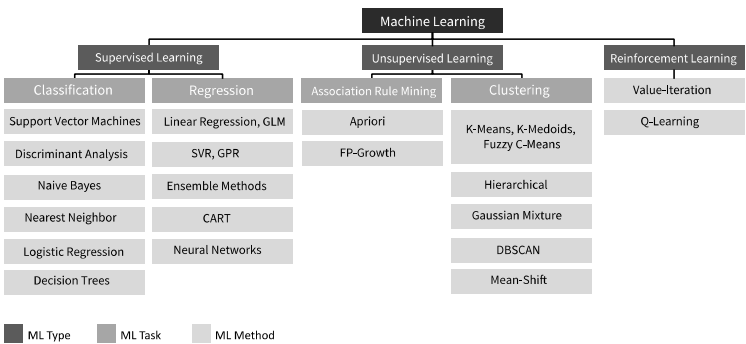 Machine Learning
Supervised Learning
Unsupervised Learning
Reinforcement Learning
Classification
Regression
Association Rule Mining
Clustering
Value-Iteration
Support Vector Machines
Linear Regression, GLM
Apriori
K-Means, K-Medoids,
Fuzzy C-Means
Q-Learning
Discriminant Analysis
SVR, GPR
FP-Growth
Naive Bayes
Ensemble Methods
Hierarchical
Nearest Neighbor
CART
Gaussian Mixture
Logistic Regression
Neural Networks
DBSCAN
Decision Trees
Mean-Shift
ML Type
ML Task
ML Method